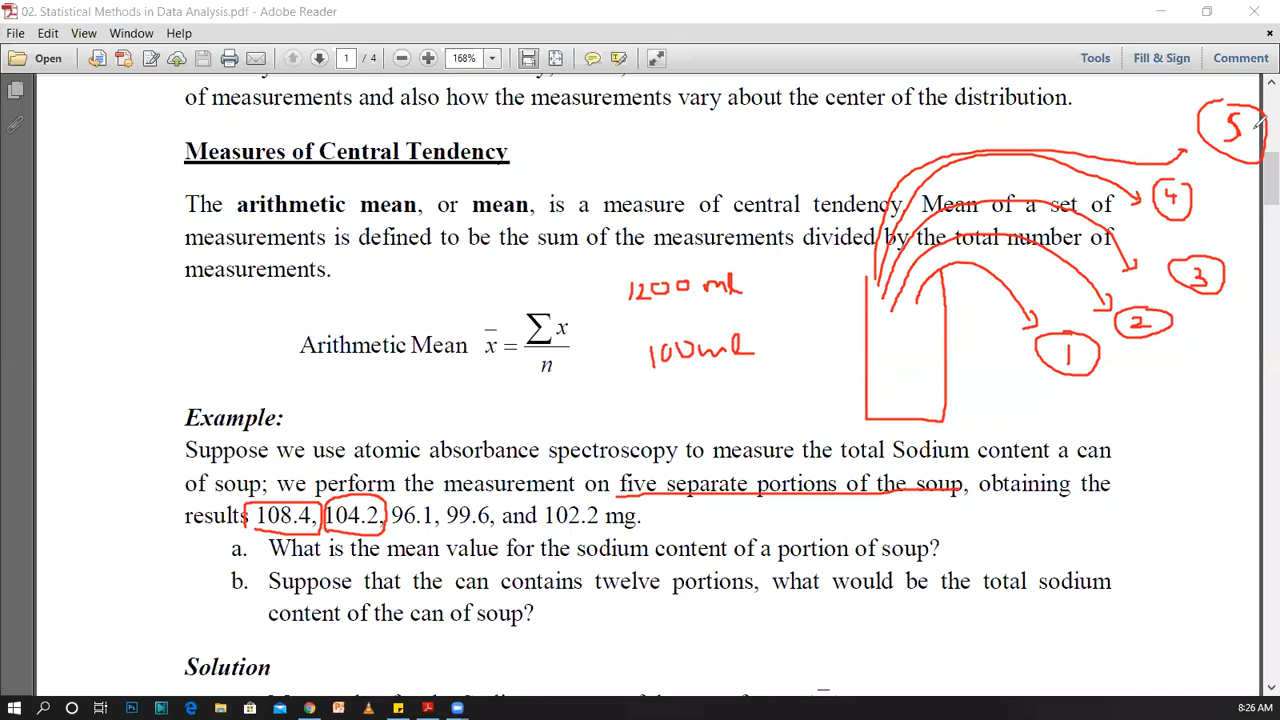 02. Statistical Methods in Data Analysis.pdf - Adobe Reader
File Edit View Window Help
Open 1 / 4 168% Tools Fill & Sign Comment
of measurements and also how the measurements vary about the center of the distribution.
5
Measures of Central Tendency
4
The arithmetic mean, or mean, is a measure of central tendency. Mean of a set of
measurements is defined to be the sum of the measurements divided by the total number of
measurements.
3
1200 ml
2
Arithmetic Mean x̄ = ∑x / n
100 ml
1
Example:
Suppose we use atomic absorbance spectroscopy to measure the total Sodium content a can
of soup; we perform the measurement on five separate portions of the soup, obtaining the
results 108.4, 104.2, 96.1, 99.6, and 102.2 mg.
a. What is the mean value for the sodium content of a portion of soup?
b. Suppose that the can contains twelve portions, what would be the total sodium
content of the can of soup?
Solution
8:26 AM